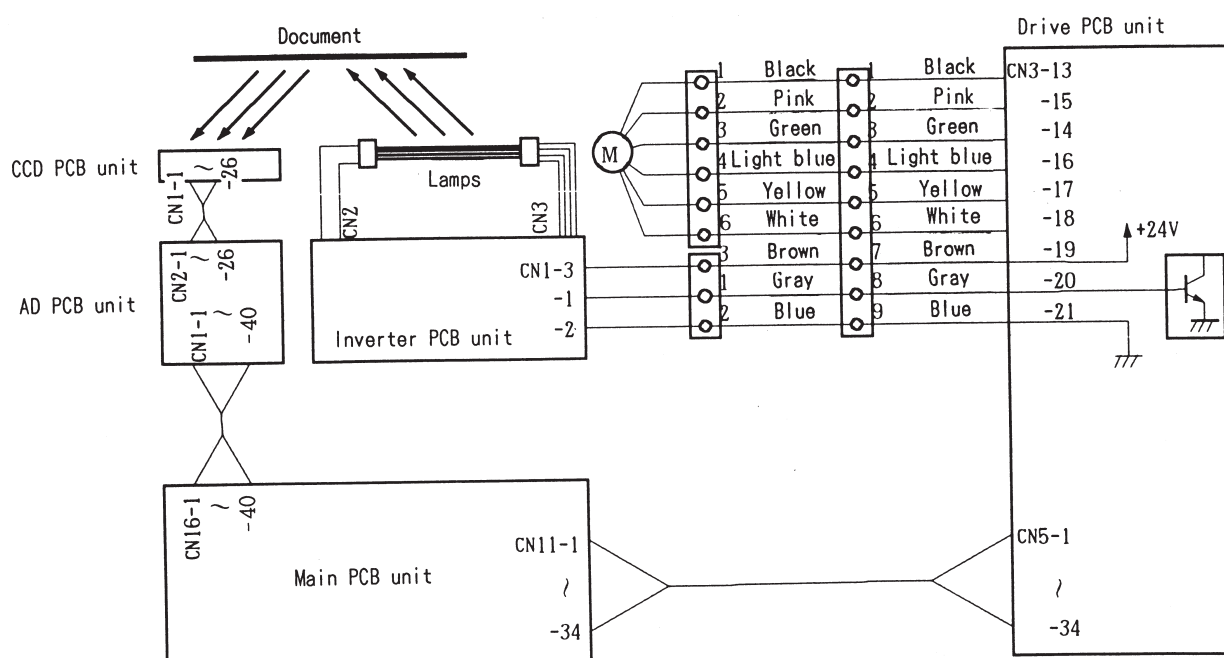 Drive PCB unit
Document
1 Black 1 Black CN3-13
2 Pink 2 Pink -15
3 Green 3 Green -14
4 Light blue 4 Light blue -16
5 Yellow 5 Yellow -17
6 White 6 White -18
3 Brown 7 Brown -19
1 Gray 8 Gray -20
2 Blue 9 Blue -21
+24V
M
CCD PCB unit
CN1-1 ~ -26
Lamps
CN2
CN3
AD PCB unit
CN2-1 ~ -26
CN1-1 ~ -40
CN1-3
-1
-2
Inverter PCB unit
CN16-1 ~ -40
Main PCB unit
CN11-1
~
-34
CN5-1
~
-34